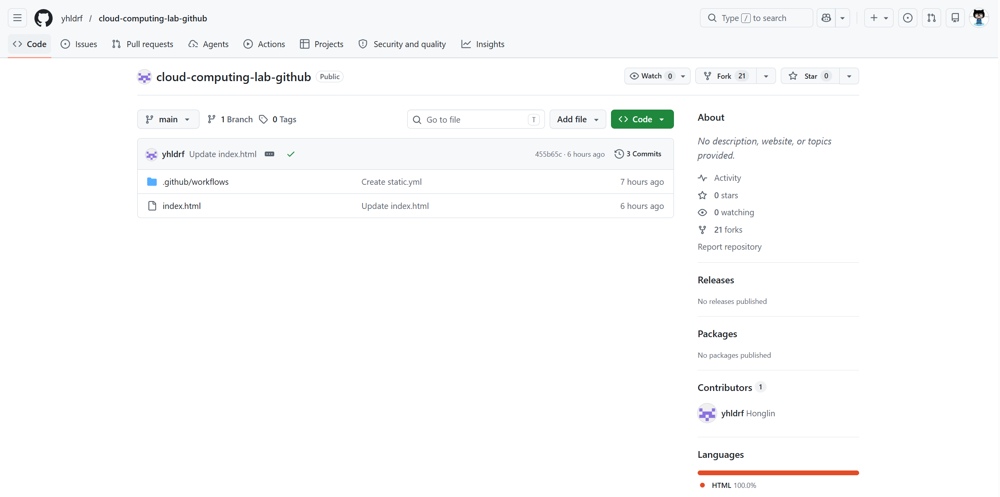 yhldrf / cloud-computing-lab-github
Type / to search
Code Issues Pull requests Agents Actions Projects Security and quality Insights
cloud-computing-lab-github Public
Watch 0 Fork 21 Star 0
main 1 Branch 0 Tags Go to file T Add file Code
yhldrf Update index.html 455b65c · 6 hours ago 3 Commits
.github/workflows Create static.yml 7 hours ago
index.html Update index.html 6 hours ago
About
No description, website, or topics
provided.
Activity
0 stars
0 watching
21 forks
Report repository
Releases
No releases published
Packages
No packages published
Contributors 1
yhldrf Honglin
Languages
HTML 100.0%